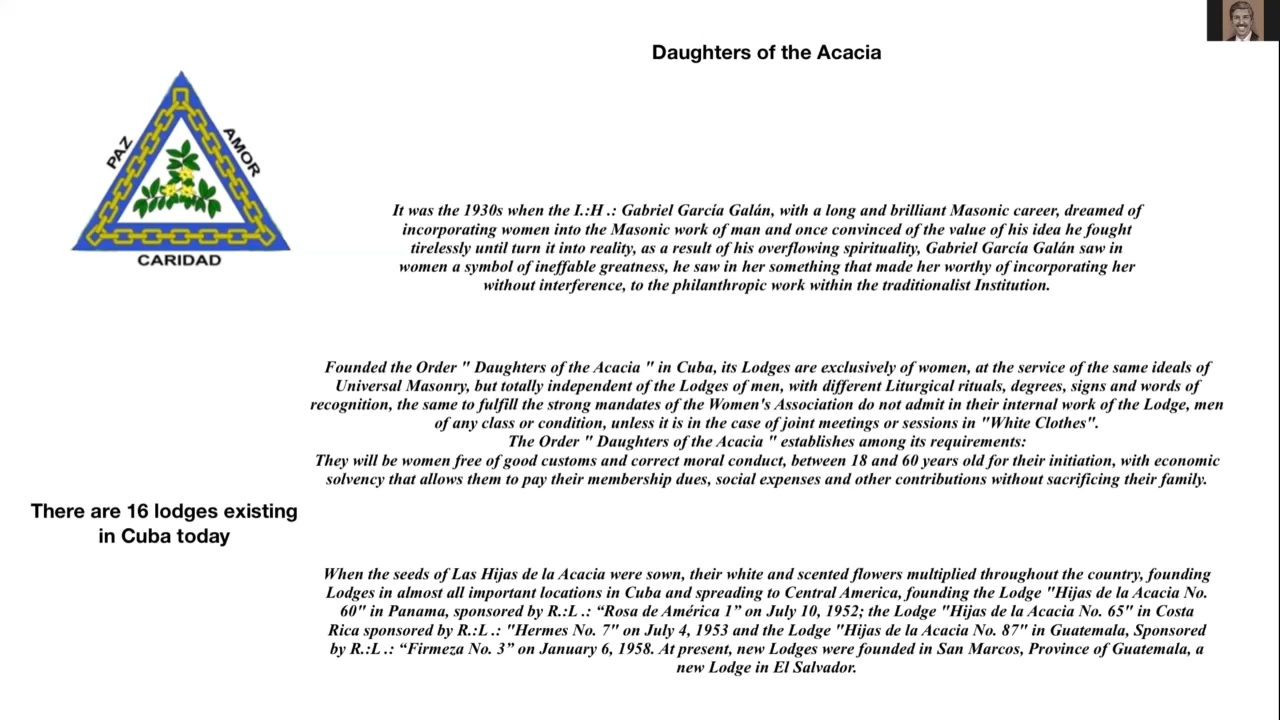 Daughters of the Acacia
PAZ
AMOR
CARIDAD
It was the 1930s when the I.:H .: Gabriel García Galán, with a long and brilliant Masonic career, dreamed of
incorporating women into the Masonic work of man and once convinced of the value of his idea he fought
tirelessly until turn it into reality, as a result of his overflowing spirituality, Gabriel García Galán saw in
women a symbol of ineffable greatness, he saw in her something that made her worthy of incorporating her
without interference, to the philanthropic work within the traditionalist Institution.
Founded the Order " Daughters of the Acacia " in Cuba, its Lodges are exclusively of women, at the service of the same ideals of
Universal Masonry, but totally independent of the Lodges of men, with different Liturgical rituals, degrees, signs and words of
recognition, the same to fulfill the strong mandates of the Women's Association do not admit in their internal work of the Lodge, men
of any class or condition, unless it is in the case of joint meetings or sessions in "White Clothes".
The Order " Daughters of the Acacia " establishes among its requirements:
They will be women free of good customs and correct moral conduct, between 18 and 60 years old for their initiation, with economic
solvency that allows them to pay their membership dues, social expenses and other contributions without sacrificing their family.
There are 16 lodges existing
in Cuba today
When the seeds of Las Hijas de la Acacia were sown, their white and scented flowers multiplied throughout the country, founding
Lodges in almost all important locations in Cuba and spreading to Central America, founding the Lodge "Hijas de la Acacia No.
60" in Panama, sponsored by R.:L .: “Rosa de América 1” on July 10, 1952; the Lodge "Hijas de la Acacia No. 65" in Costa
Rica sponsored by R.:L .: "Hermes No. 7" on July 4, 1953 and the Lodge "Hijas de la Acacia No. 87" in Guatemala, Sponsored
by R.:L .: “Firmeza No. 3” on January 6, 1958. At present, new Lodges were founded in San Marcos, Province of Guatemala, a
new Lodge in El Salvador.